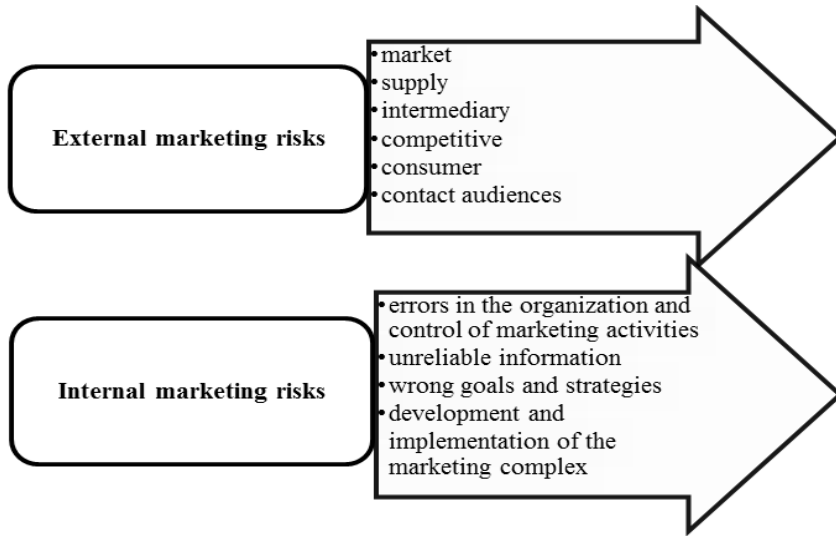 External marketing risks
• market
• supply
• intermediary
• competitive
• consumer
• contact audiences
Internal marketing risks
• errors in the organization and
control of marketing activities
• unreliable information
• wrong goals and strategies
• development and
implementation of the
marketing complex